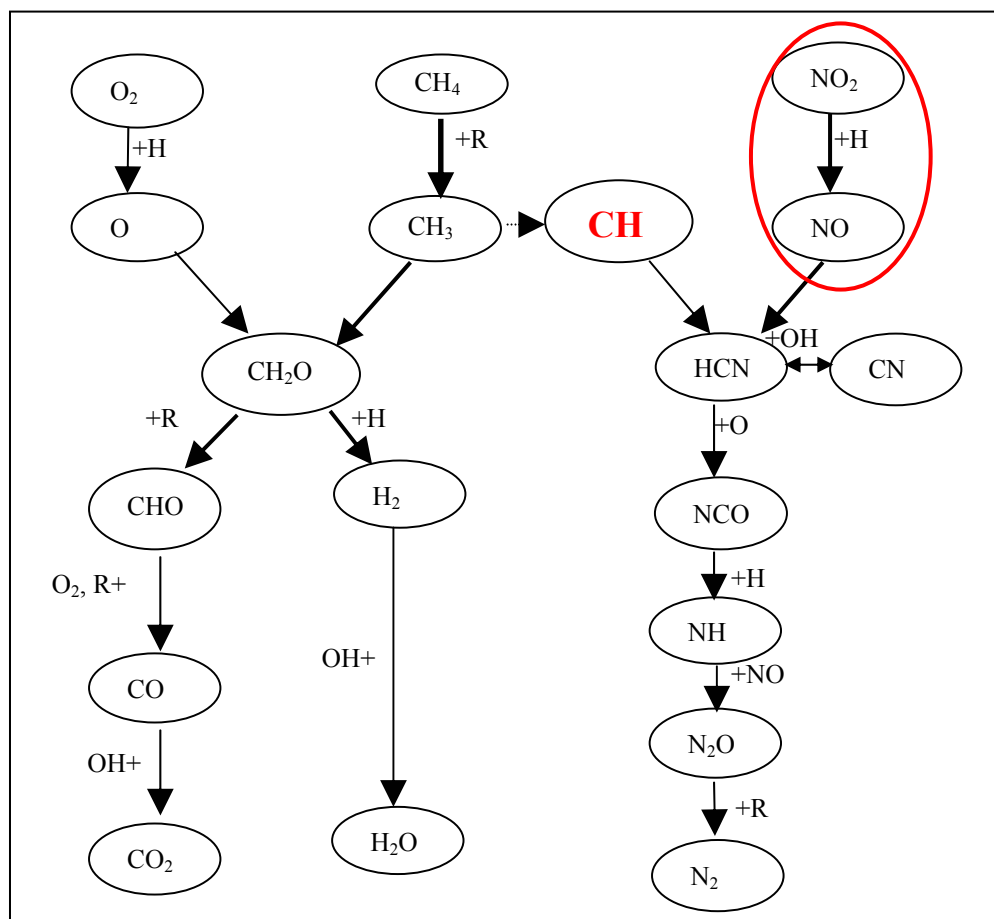 O₂
CH₄
NO₂
+H
+R
+H
O
CH₃
CH
NO
+OH
CH₂O
HCN
CN
+R
+H
+O
CHO
H₂
NCO
O₂, R+
+H
NH
OH+
+NO
CO
N₂O
OH+
+R
CO₂
H₂O
N₂